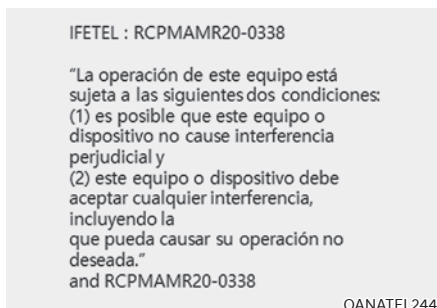 IFETEL : RCPMAMR20-0338
“La operación de este equipo está
sujeta a las siguientes dos condiciones:
(1) es posible que este equipo o
dispositivo no cause interferencia
perjudicial y
(2) este equipo o dispositivo debe
aceptar cualquier interferencia,
incluyendo la
que pueda causar su operación no
deseada.”
and RCPMAMR20-0338
OANATEL244